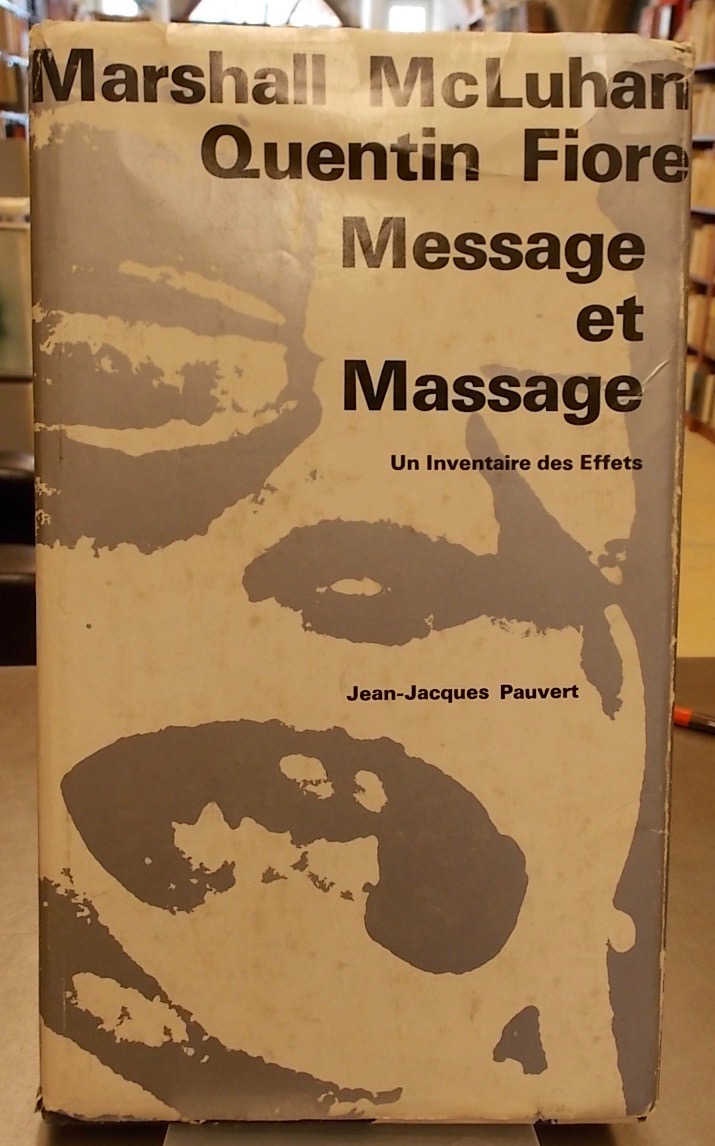 Marshall McLuhan
Quentin Fiore
Message
et
Massage
Un Inventaire des Effets
Jean-Jacques Pauvert